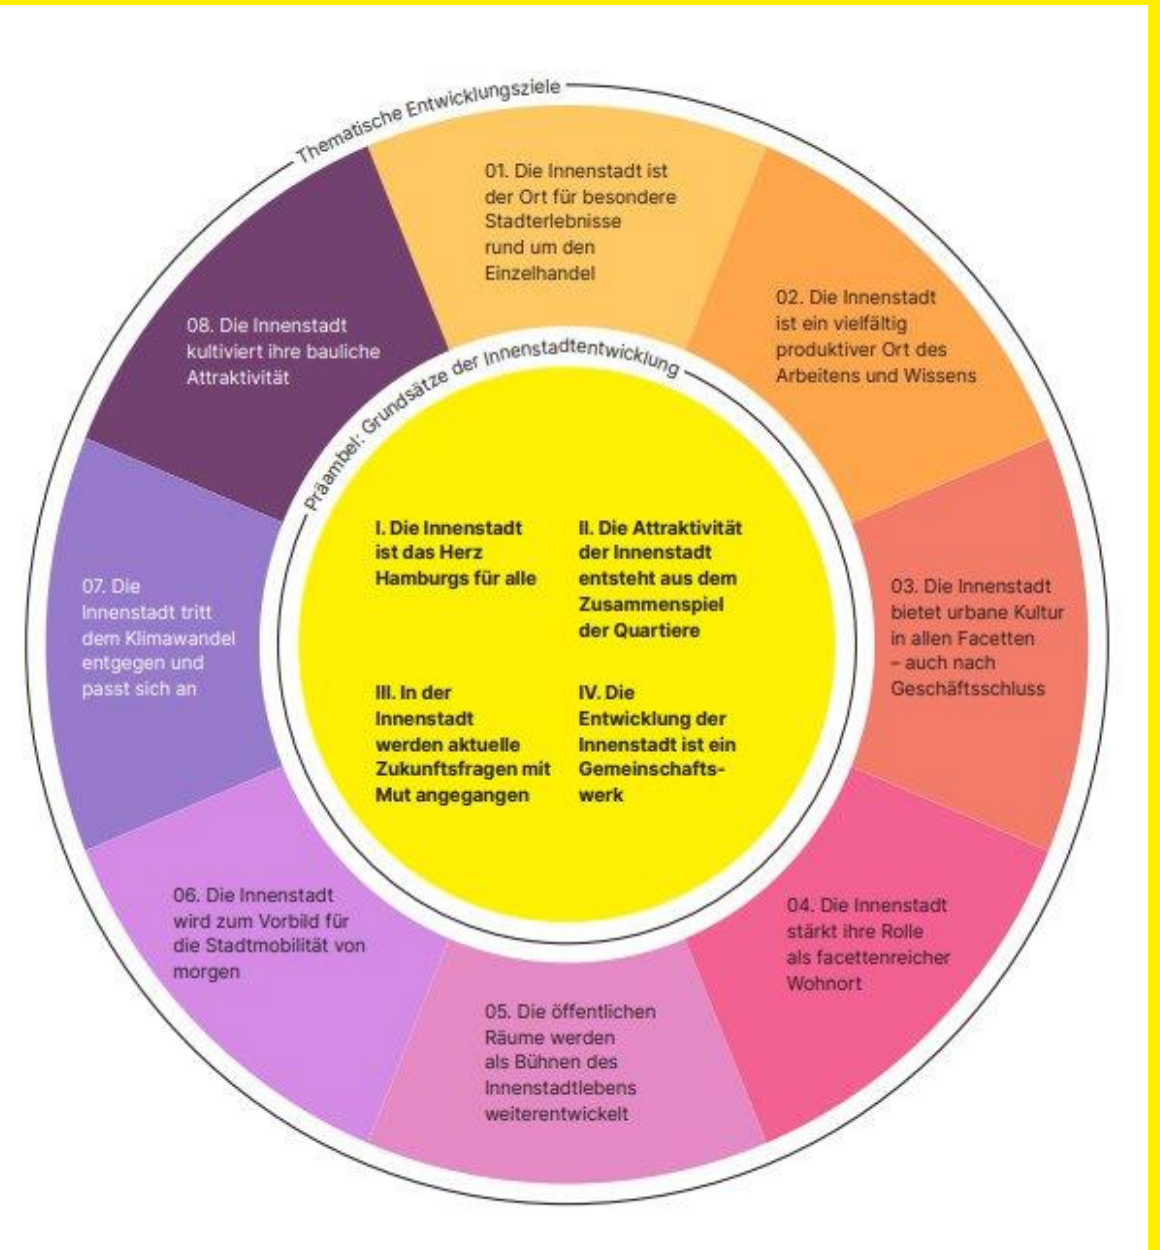 Thematische Entwicklungsziele
01. Die Innenstadt ist
der Ort für besondere
Stadterlebnisse
rund um den
Einzelhandel
02. Die Innenstadt
ist ein vielfältig
produktiver Ort des
Arbeitens und Wissens
03. Die Innenstadt
bietet urbane Kultur
in allen Facetten
– auch nach
Geschäftsschluss
04. Die Innenstadt
stärkt ihre Rolle
als facettenreicher
Wohnort
05. Die öffentlichen
Räume werden
als Bühnen des
Innenstadtlebens
weiterentwickelt
06. Die Innenstadt
wird zum Vorbild für
die Stadtmobilität von
morgen
07. Die
Innenstadt tritt
dem Klimawandel
entgegen und
passt sich an
08. Die Innenstadt
kultiviert ihre bauliche
Attraktivität
Präambel: Grundsätze der Innenstadtentwicklung
I. Die Innenstadt
ist das Herz
Hamburgs für alle
II. Die Attraktivität
der Innenstadt
entsteht aus dem
Zusammenspiel
der Quartiere
III. In der
Innenstadt
werden aktuelle
Zukunftsfragen mit
Mut angegangen
IV. Die
Entwicklung der
Innenstadt ist ein
Gemeinschafts-
werk